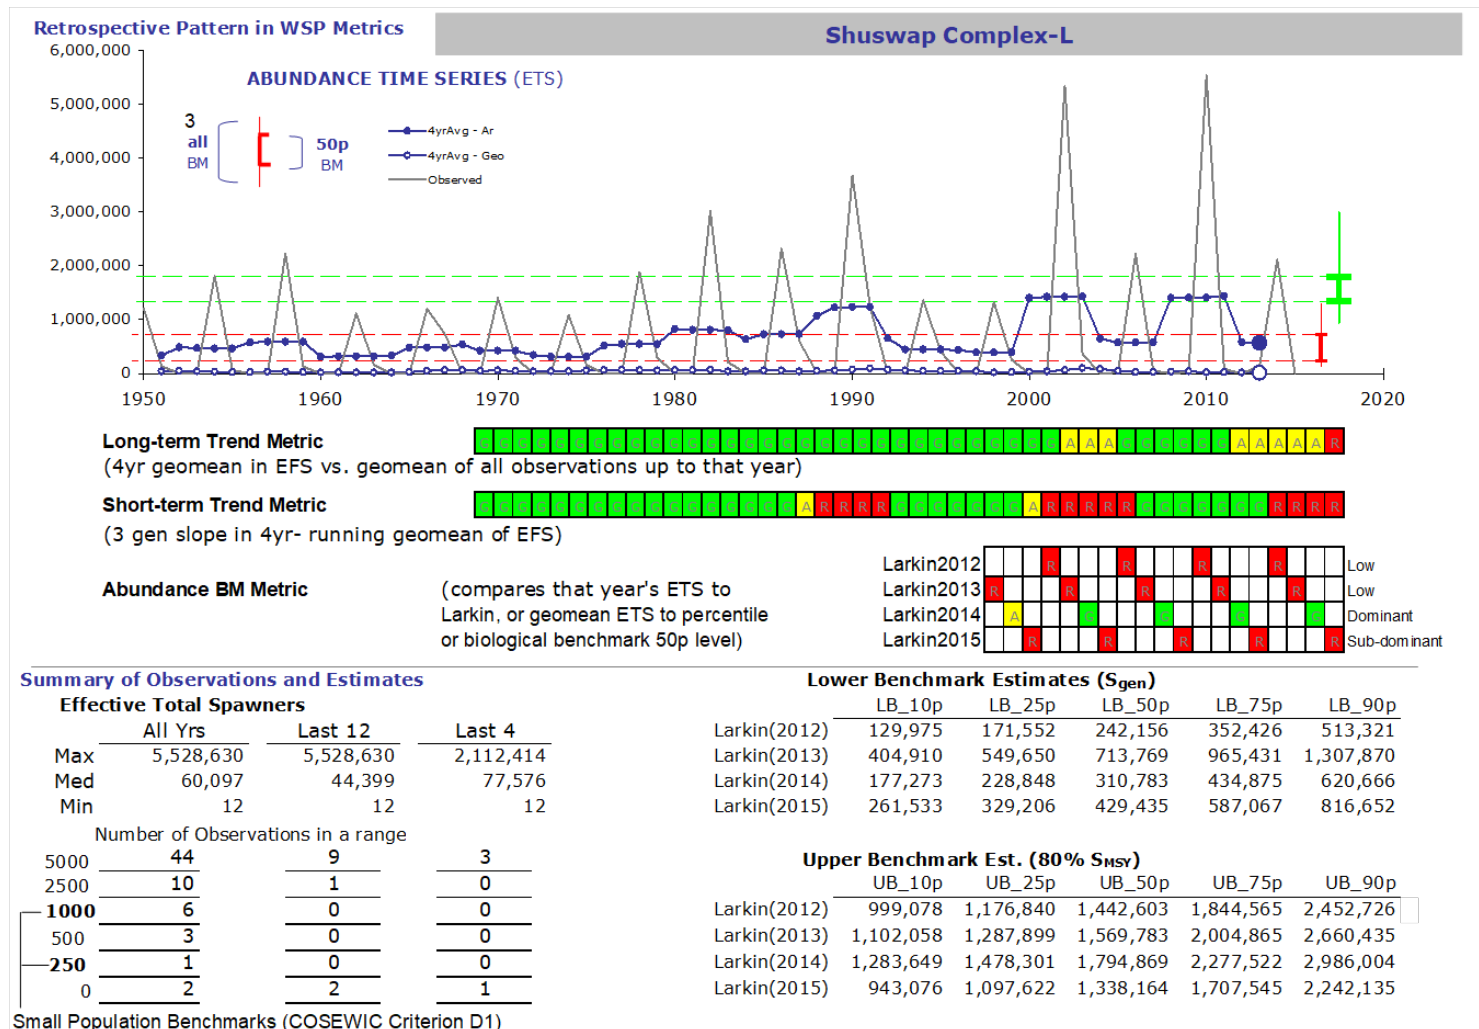 Retrospective Pattern in WSP Metrics
Shuswap Complex-L
ABUNDANCE TIME SERIES (ETS)
6,000,000
5,000,000
4,000,000
3,000,000
2,000,000
1,000,000
0
3
all
BM
50p
BM
4yrAvg - Ar
4yrAvg - Geo
Observed
1950 1960 1970 1980 1990 2000 2010 2020
Long-term Trend Metric G G G G G G G G G G G G G G G G G G G G G G G G G G G G G G G A A A G G G G G G A A A A A R
(4yr geomean in EFS vs. geomean of all observations up to that year)
Short-term Trend Metric G G G G G G G G G G G G G G G G G A R R R R G G G G G G G A R R R R R G G G G G G G R R R R
(3 gen slope in 4yr- running geomean of EFS)
Abundance BM Metric
(compares that year's ETS to
Larkin, or geomean ETS to percentile
or biological benchmark 50p level)
Larkin2012 R R R R Low
Larkin2013 R R R R R Low
Larkin2014 A G G G G Dominant
Larkin2015 R R R R R Sub-dominant
Summary of Observations and Estimates
Effective Total Spawners
All Yrs Last 12 Last 4
Max 5,528,630 5,528,630 2,112,414
Med 60,097 44,399 77,576
Min 12 12 12
Number of Observations in a range
5000 44 9 3
2500 10 1 0
1000 6 0 0
500 3 0 0
250 1 0 0
0 2 2 1
Small Population Benchmarks (COSEWIC Criterion D1)
Lower Benchmark Estimates (Sgen)
LB_10p LB_25p LB_50p LB_75p LB_90p
Larkin(2012) 129,975 171,552 242,156 352,426 513,321
Larkin(2013) 404,910 549,650 713,769 965,431 1,307,870
Larkin(2014) 177,273 228,848 310,783 434,875 620,666
Larkin(2015) 261,533 329,206 429,435 587,067 816,652
Upper Benchmark Est. (80% SMSY)
UB_10p UB_25p UB_50p UB_75p UB_90p
Larkin(2012) 999,078 1,176,840 1,442,603 1,844,565 2,452,726
Larkin(2013) 1,102,058 1,287,899 1,569,783 2,004,865 2,660,435
Larkin(2014) 1,283,649 1,478,301 1,794,869 2,277,522 2,986,004
Larkin(2015) 943,076 1,097,622 1,338,164 1,707,545 2,242,135